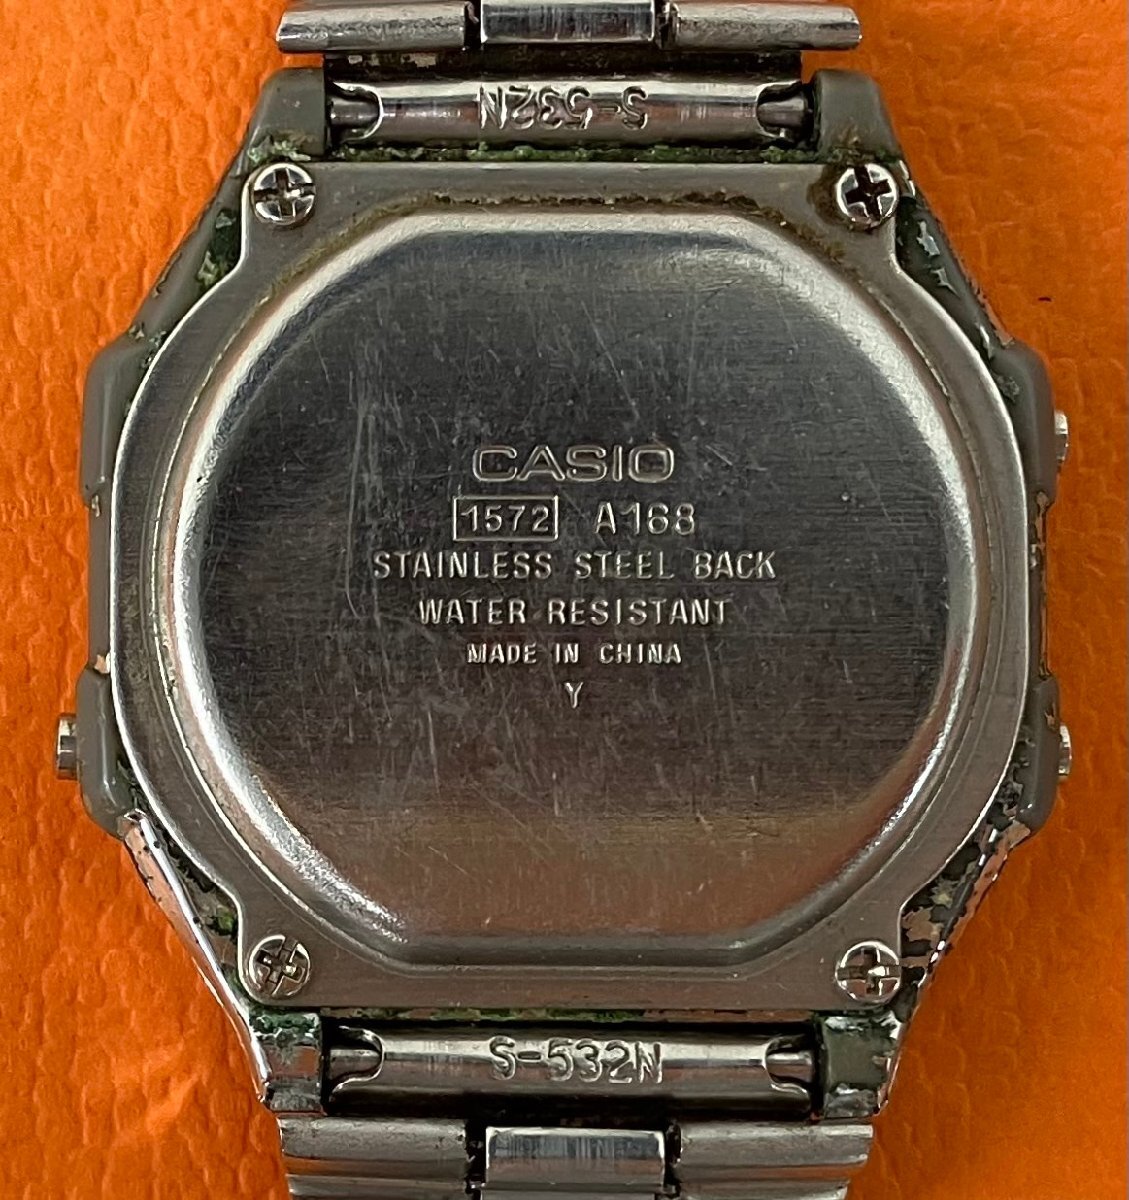 S-532N
CASIO
1572 A168
STAINLESS STEEL BACK
WATER RESISTANT
MADE IN CHINA
Y
S-532N